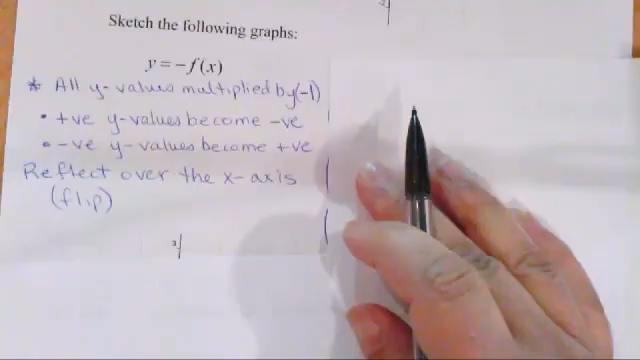 Sketch the following graphs:
y = -f(x)
* All y-values multiplied by (-1)
• +ve y-values become -ve
• -ve y-values become +ve
Reflect over the x-axis
(flip)
3